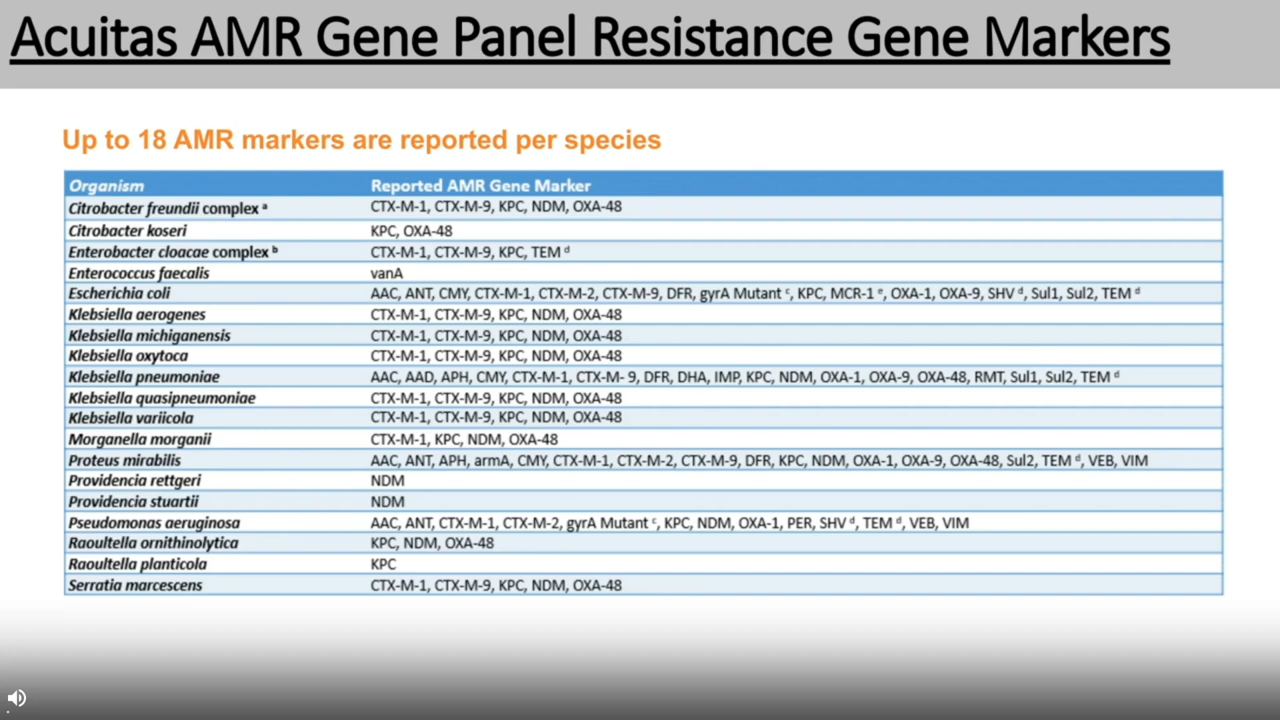 Acuitas AMR Gene Panel Resistance Gene Markers
Up to 18 AMR markers are reported per species
Organism Reported AMR Gene Marker
Citrobacter freundii complex ᵃ CTX-M-1, CTX-M-9, KPC, NDM, OXA-48
Citrobacter koseri KPC, OXA-48
Enterobacter cloacae complex ᵇ CTX-M-1, CTX-M-9, KPC, TEM ᵈ
Enterococcus faecalis vanA
Escherichia coli AAC, ANT, CMY, CTX-M-1, CTX-M-2, CTX-M-9, DFR, gyrA Mutant ᶜ, KPC, MCR-1 ᵉ, OXA-1, OXA-9, SHV ᵈ, Sul1, Sul2, TEM ᵈ
Klebsiella aerogenes CTX-M-1, CTX-M-9, KPC, NDM, OXA-48
Klebsiella michiganensis CTX-M-1, CTX-M-9, KPC, NDM, OXA-48
Klebsiella oxytoca CTX-M-1, CTX-M-9, KPC, NDM, OXA-48
Klebsiella pneumoniae AAC, AAD, APH, CMY, CTX-M-1, CTX-M- 9, DFR, DHA, IMP, KPC, NDM, OXA-1, OXA-9, OXA-48, RMT, Sul1, Sul2, TEM ᵈ
Klebsiella quasipneumoniae CTX-M-1, CTX-M-9, KPC, NDM, OXA-48
Klebsiella variicola CTX-M-1, CTX-M-9, KPC, NDM, OXA-48
Morganella morganii CTX-M-1, KPC, NDM, OXA-48
Proteus mirabilis AAC, ANT, APH, armA, CMY, CTX-M-1, CTX-M-2, CTX-M-9, DFR, KPC, NDM, OXA-1, OXA-9, OXA-48, Sul2, TEM ᵈ, VEB, VIM
Providencia rettgeri NDM
Providencia stuartii NDM
Pseudomonas aeruginosa AAC, ANT, CTX-M-1, CTX-M-2, gyrA Mutant ᶜ, KPC, NDM, OXA-1, PER, SHV ᵈ, TEM ᵈ, VEB, VIM
Raoultella ornithinolytica KPC, NDM, OXA-48
Raoultella planticola KPC
Serratia marcescens CTX-M-1, CTX-M-9, KPC, NDM, OXA-48